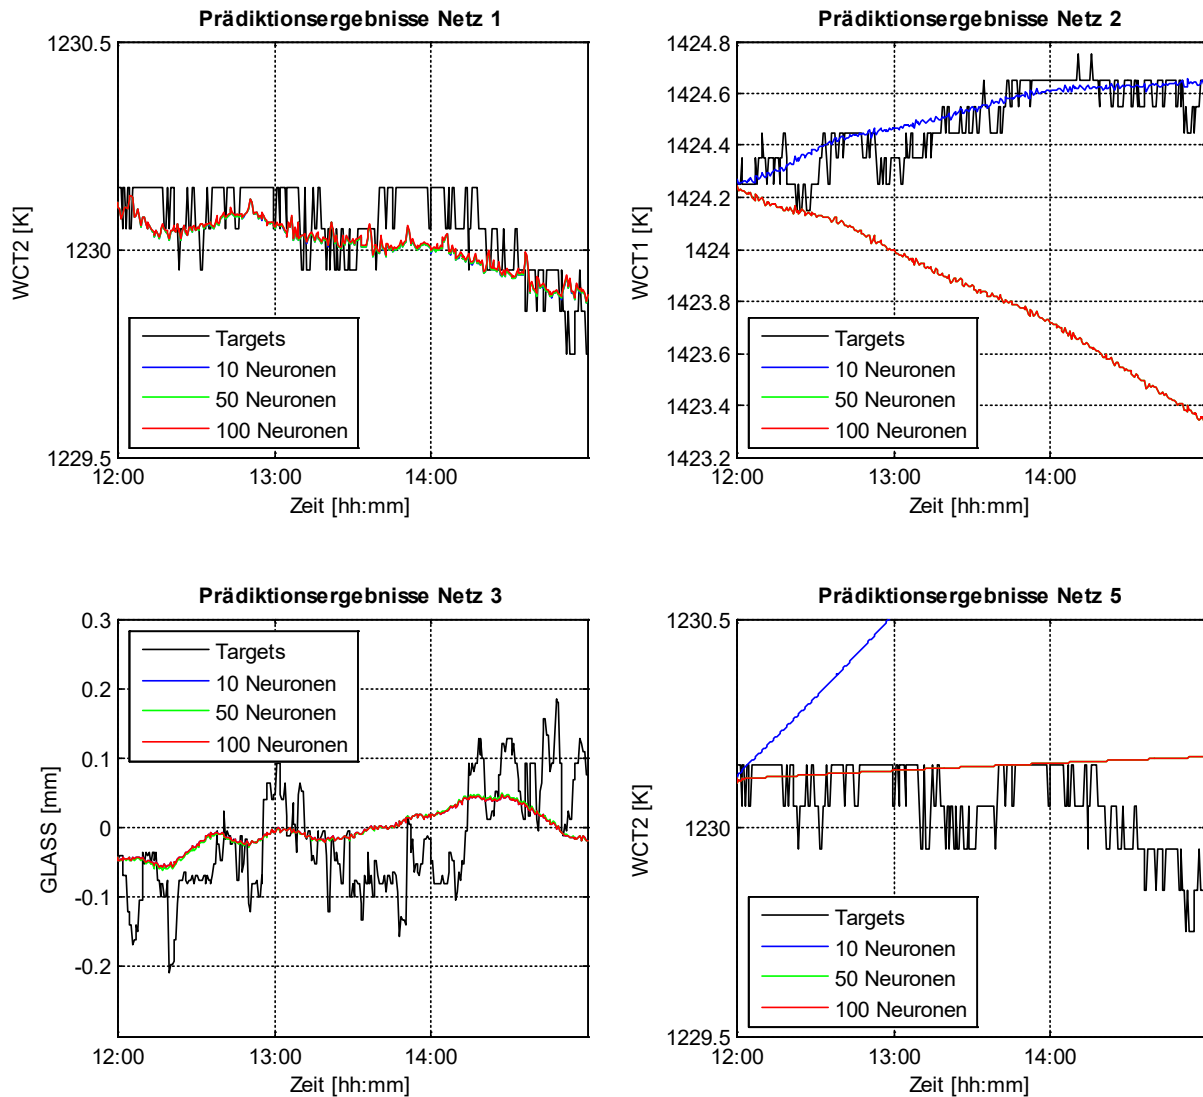 Prädiktionsergebnisse Netz 1
1230.5
1230
1229.5
WCT2 [K]
Targets
10 Neuronen
50 Neuronen
100 Neuronen
12:00 13:00 14:00
Zeit [hh:mm]
Prädiktionsergebnisse Netz 2
1424.8
1424.6
1424.4
1424.2
1424
1423.8
1423.6
1423.4
1423.2
WCT1 [K]
Targets
10 Neuronen
50 Neuronen
100 Neuronen
12:00 13:00 14:00
Zeit [hh:mm]
Prädiktionsergebnisse Netz 3
0.3
0.2
0.1
0
-0.1
-0.2
GLASS [mm]
Targets
10 Neuronen
50 Neuronen
100 Neuronen
12:00 13:00 14:00
Zeit [hh:mm]
Prädiktionsergebnisse Netz 5
1230.5
1230
1229.5
WCT2 [K]
Targets
10 Neuronen
50 Neuronen
100 Neuronen
12:00 13:00 14:00
Zeit [hh:mm]